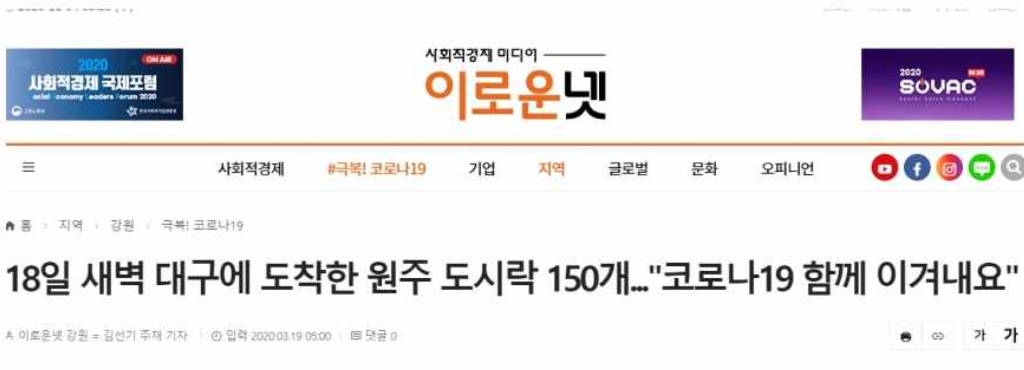 2020 ON AIR
사회적경제 국제포럼
ocial conomy eaders orum 2020
사회적경제 미디어
이로운넷
2020
SOVAC
사회적경제 #극복! 코로나19 기업 지역 글로벌 문화 오피니언
홈 > 지역 > 강원 > 극복! 코로나19
18일 새벽 대구에 도착한 원주 도시락 150개..."코로나19 함께 이겨내요"
이로운넷 강원 = 김선기 주재 기자 입력 2020.03.19 05:00 댓글 0
가 가